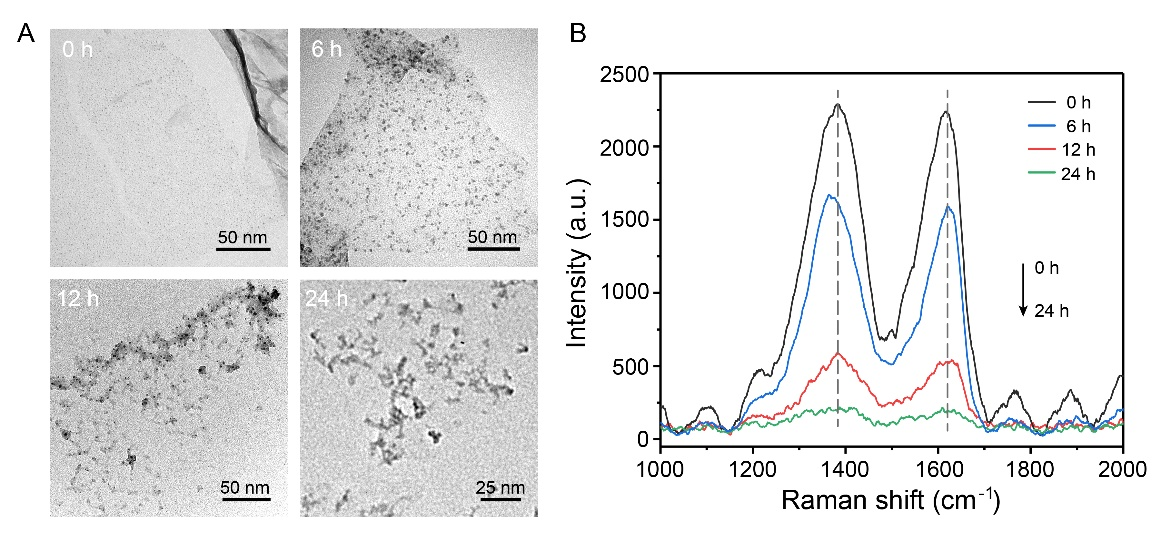 A
0 h
50 nm
6 h
50 nm
12 h
50 nm
24 h
25 nm
B
2500
2000
1500
1000
500
0
Intensity (a.u.)
0 h
6 h
12 h
24 h
0 h
24 h
1000
1200
1400
1600
1800
2000
Raman shift (cm⁻¹)